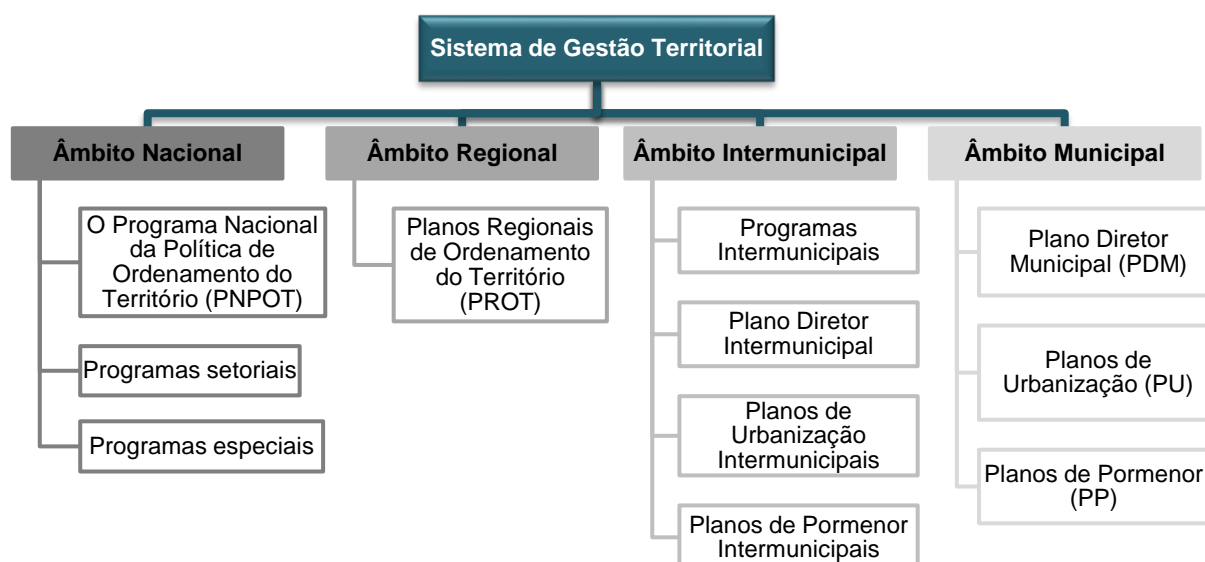 Sistema de Gestão Territorial
Âmbito Nacional
O Programa Nacional
da Política de
Ordenamento do
Território (PNPOT)
Programas setoriais
Programas especiais
Âmbito Regional
Planos Regionais
de Ordenamento
do Território
(PROT)
Âmbito Intermunicipal
Programas
Intermunicipais
Plano Diretor
Intermunicipal
Planos de
Urbanização
Intermunicipais
Planos de Pormenor
Intermunicipais
Âmbito Municipal
Plano Diretor
Municipal (PDM)
Planos de
Urbanização (PU)
Planos de Pormenor
(PP)